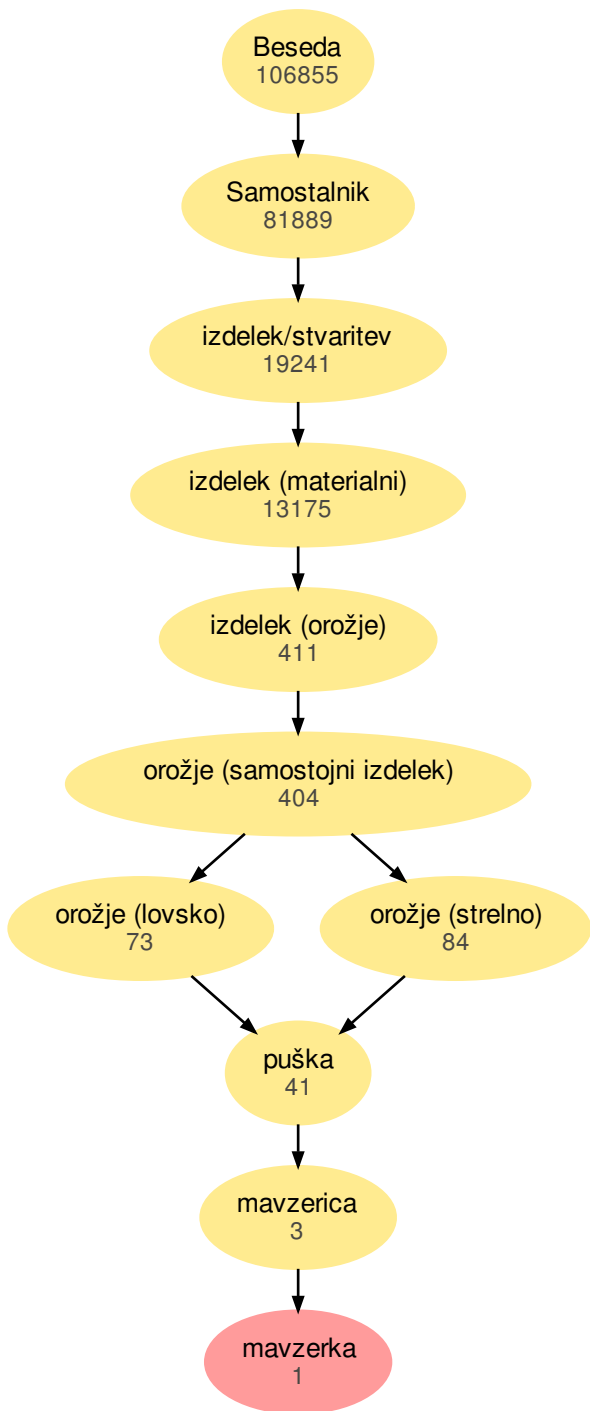 Beseda
106855
Samostalnik
81889
izdelek/stvaritev
19241
izdelek (materialni)
13175
izdelek (orožje)
411
orožje (samostojni izdelek)
404
orožje (lovsko)
73
orožje (strelno)
84
puška
41
mavzerica
3
mavzerka
1